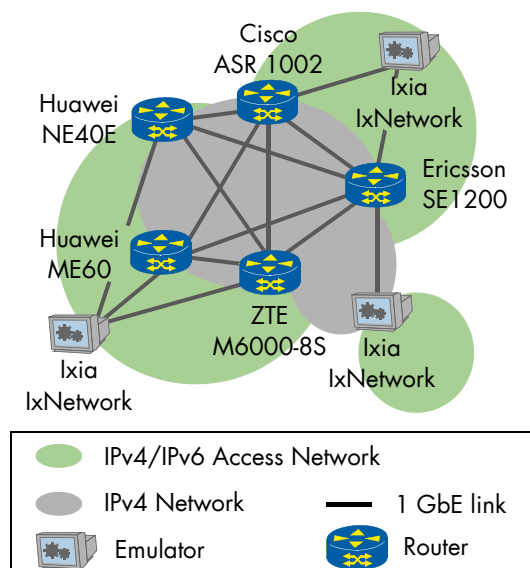 Cisco
ASR 1002
Ixia
IxNetwork
Huawei
NE40E
Ericsson
SE1200
Huawei
ME60
ZTE
M6000-8S
Ixia
IxNetwork
Ixia
IxNetwork
IPv4/IPv6 Access Network
IPv4 Network
1 GbE link
Emulator
Router